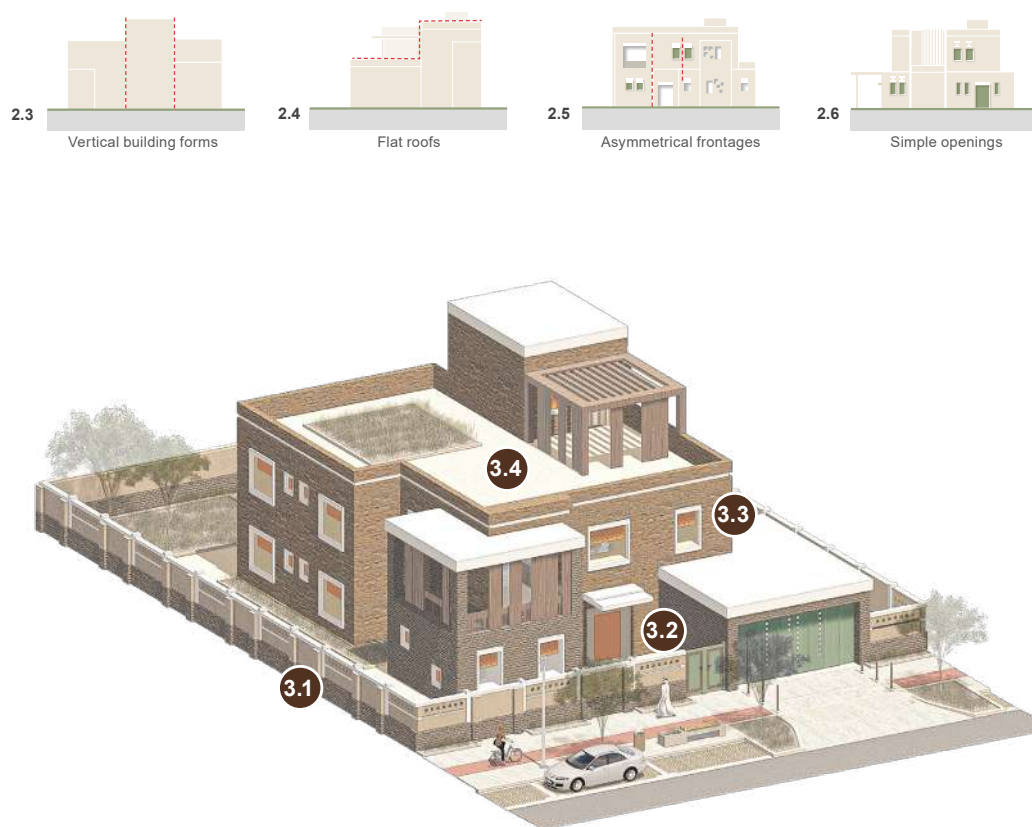 2.3
Vertical building forms
2.4
Flat roofs
2.5
Asymmetrical frontages
2.6
Simple openings
3.4
3.3
3.2
3.1